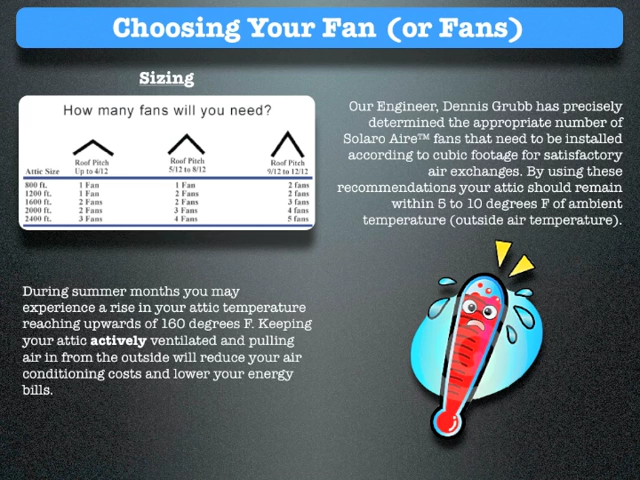 Choosing Your Fan (or Fans)
Sizing
How many fans will you need?
Attic Size Roof Pitch Up to 4/12 Roof Pitch 5/12 to 8/12 Roof Pitch 9/12 to 12/12
800 ft. 1 Fan 1 Fan 2 fans
1200 ft. 1 Fan 2 Fans 2 fans
1600 ft. 2 Fans 2 Fans 3 fans
2000 ft. 2 Fans 3 Fans 4 fans
2400 ft. 3 Fans 4 Fans 5 fans
Our Engineer, Dennis Grubb has precisely
determined the appropriate number of
Solaro Aire™ fans that need to be installed
according to cubic footage for satisfactory
air exchanges. By using these
recommendations your attic should remain
within 5 to 10 degrees F of ambient
temperature (outside air temperature).
During summer months you may
experience a rise in your attic temperature
reaching upwards of 160 degrees F. Keeping
your attic actively ventilated and pulling
air in from the outside will reduce your air
conditioning costs and lower your energy
bills.